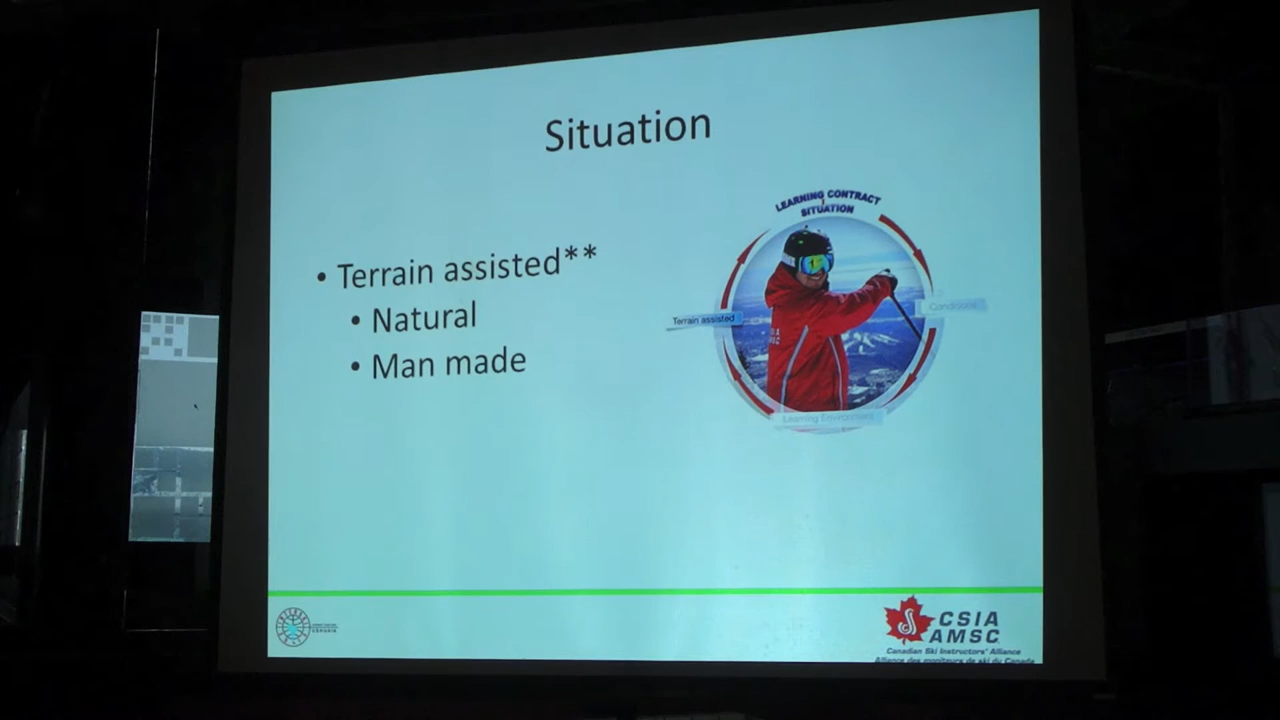 Situation
• Terrain assisted**
• Natural
• Man made
LEARNING CONTRACT
SITUATION
Terrain assisted
Conditions
Learning Environment
CSIA
AMSC
Canadian Ski Instructors' Alliance
Alliance des moniteurs de ski du Canada